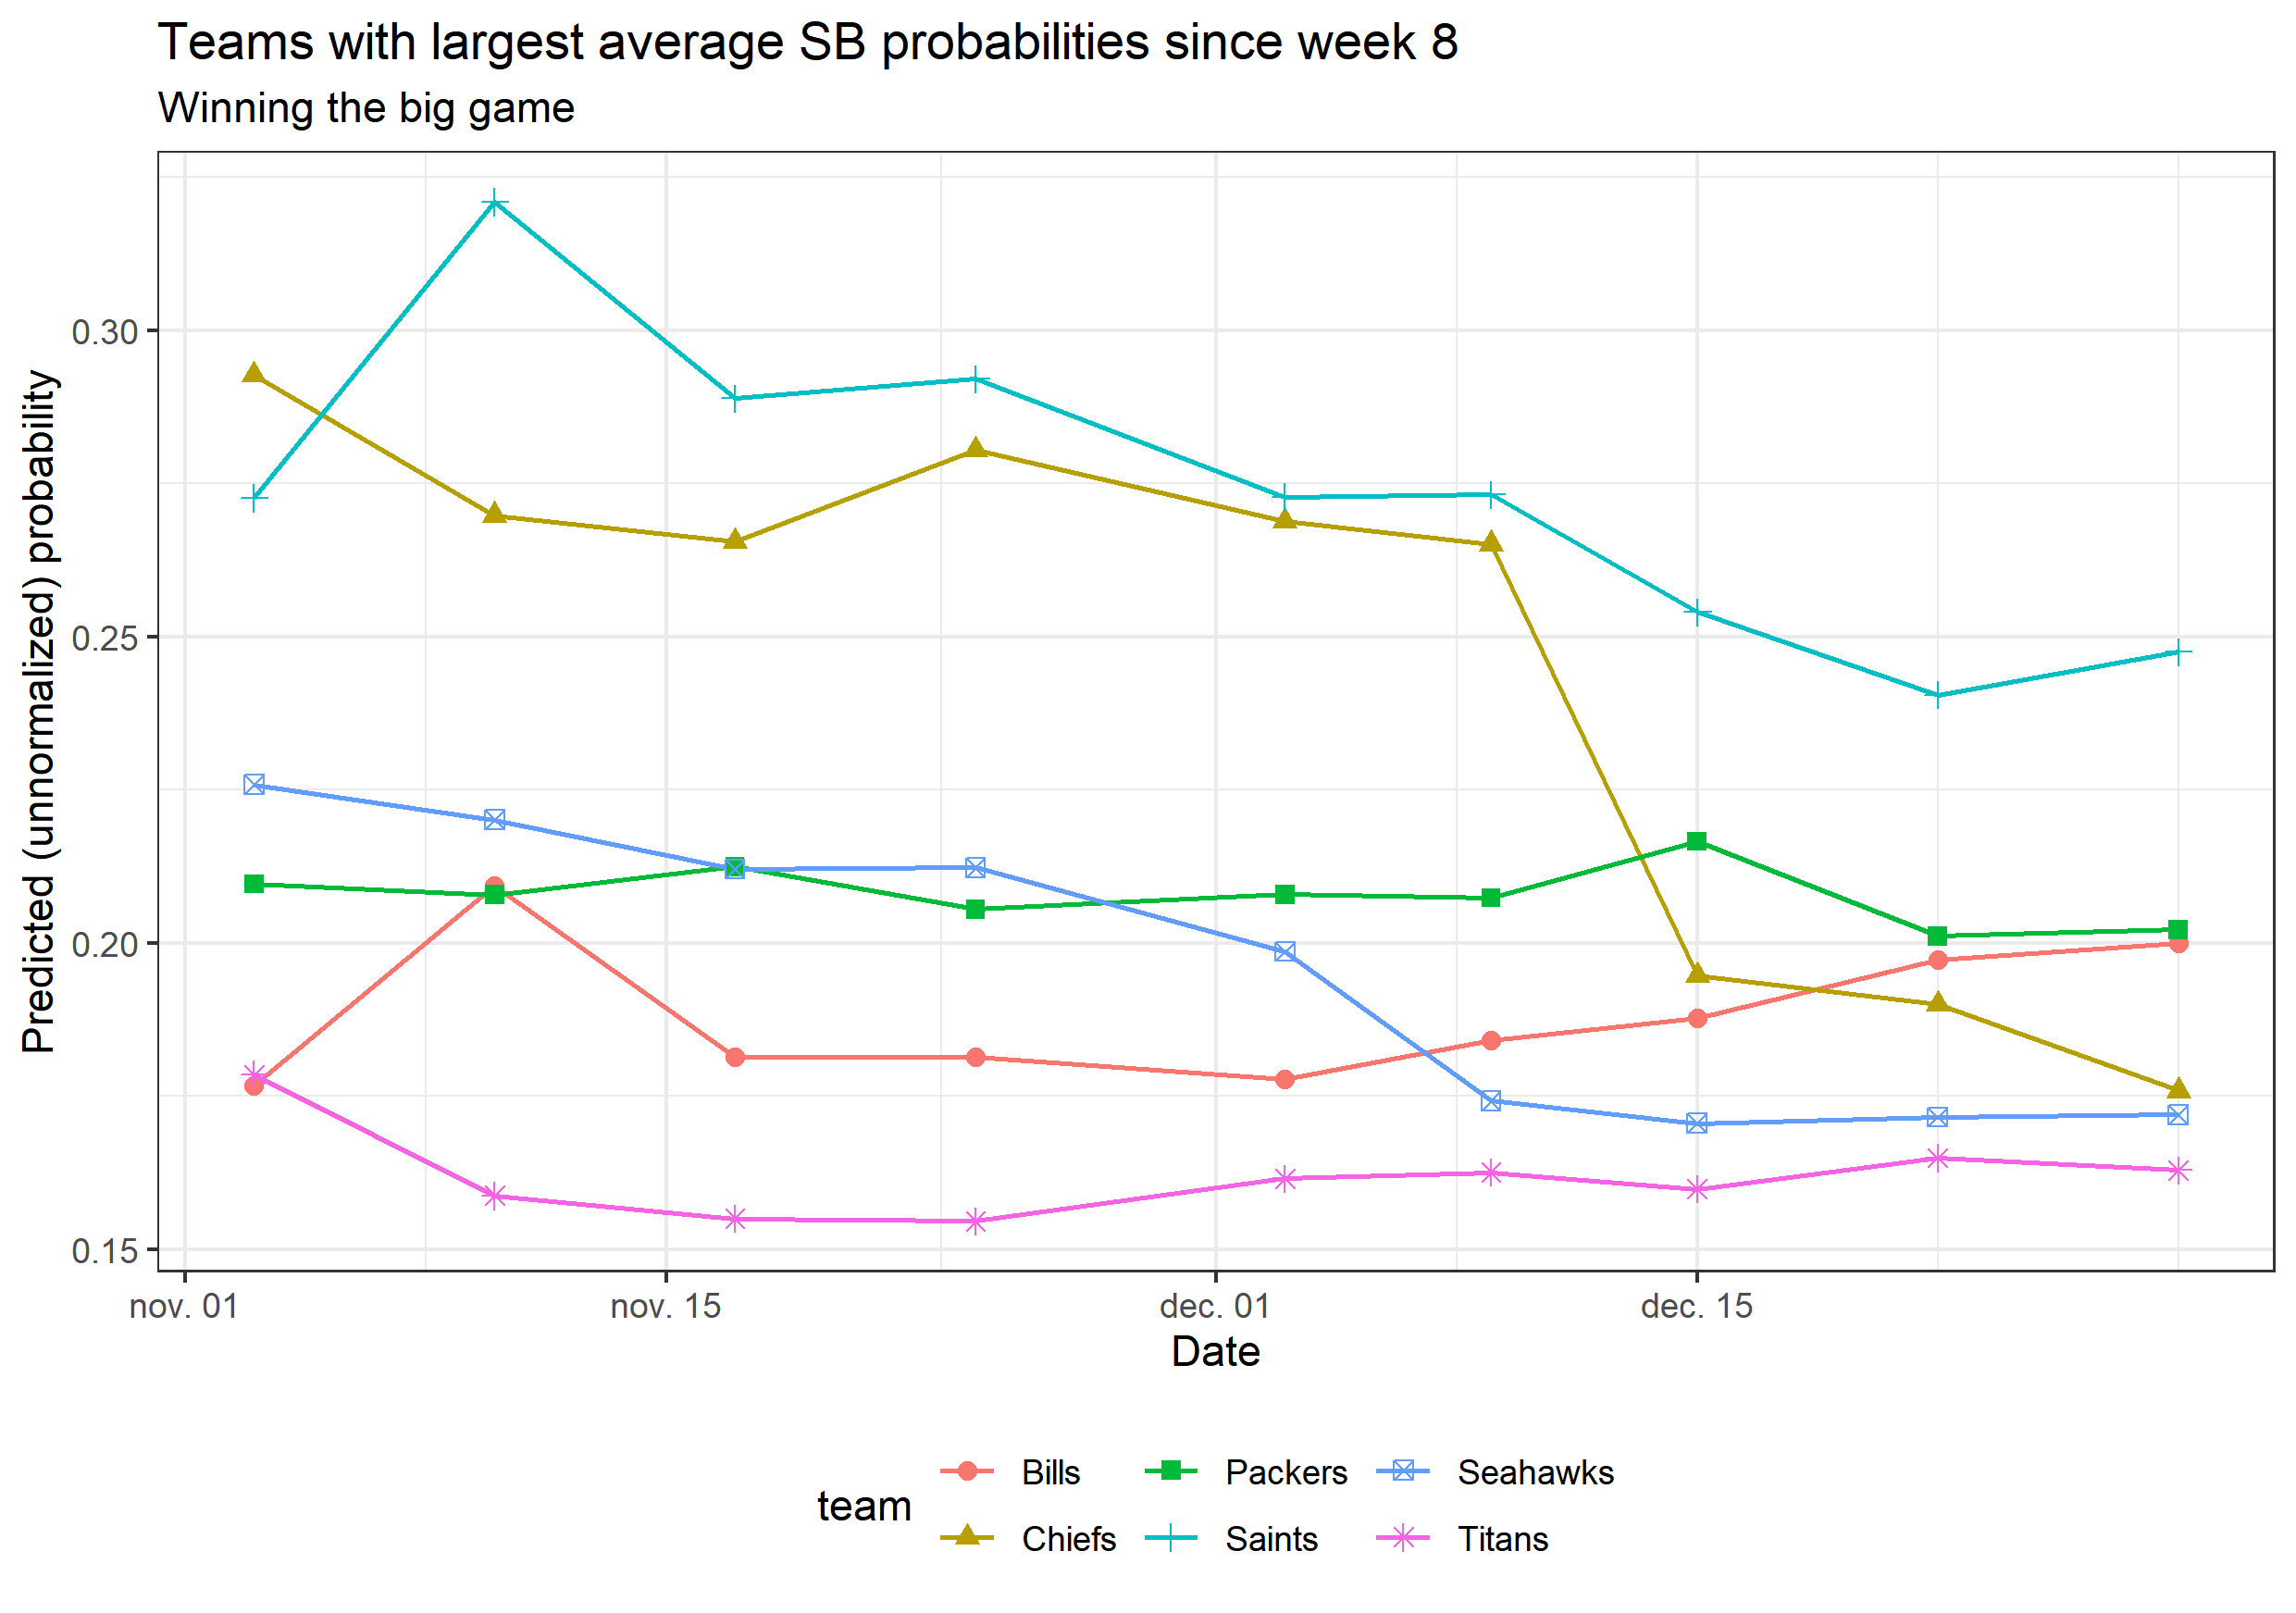 Teams with largest average SB probabilities since week 8
Winning the big game
Predicted (unnormalized) probability
0.30
0.25
0.20
0.15
nov. 01
nov. 15
dec. 01
dec. 15
Date
team
Bills
Packers
Seahawks
Chiefs
Saints
Titans